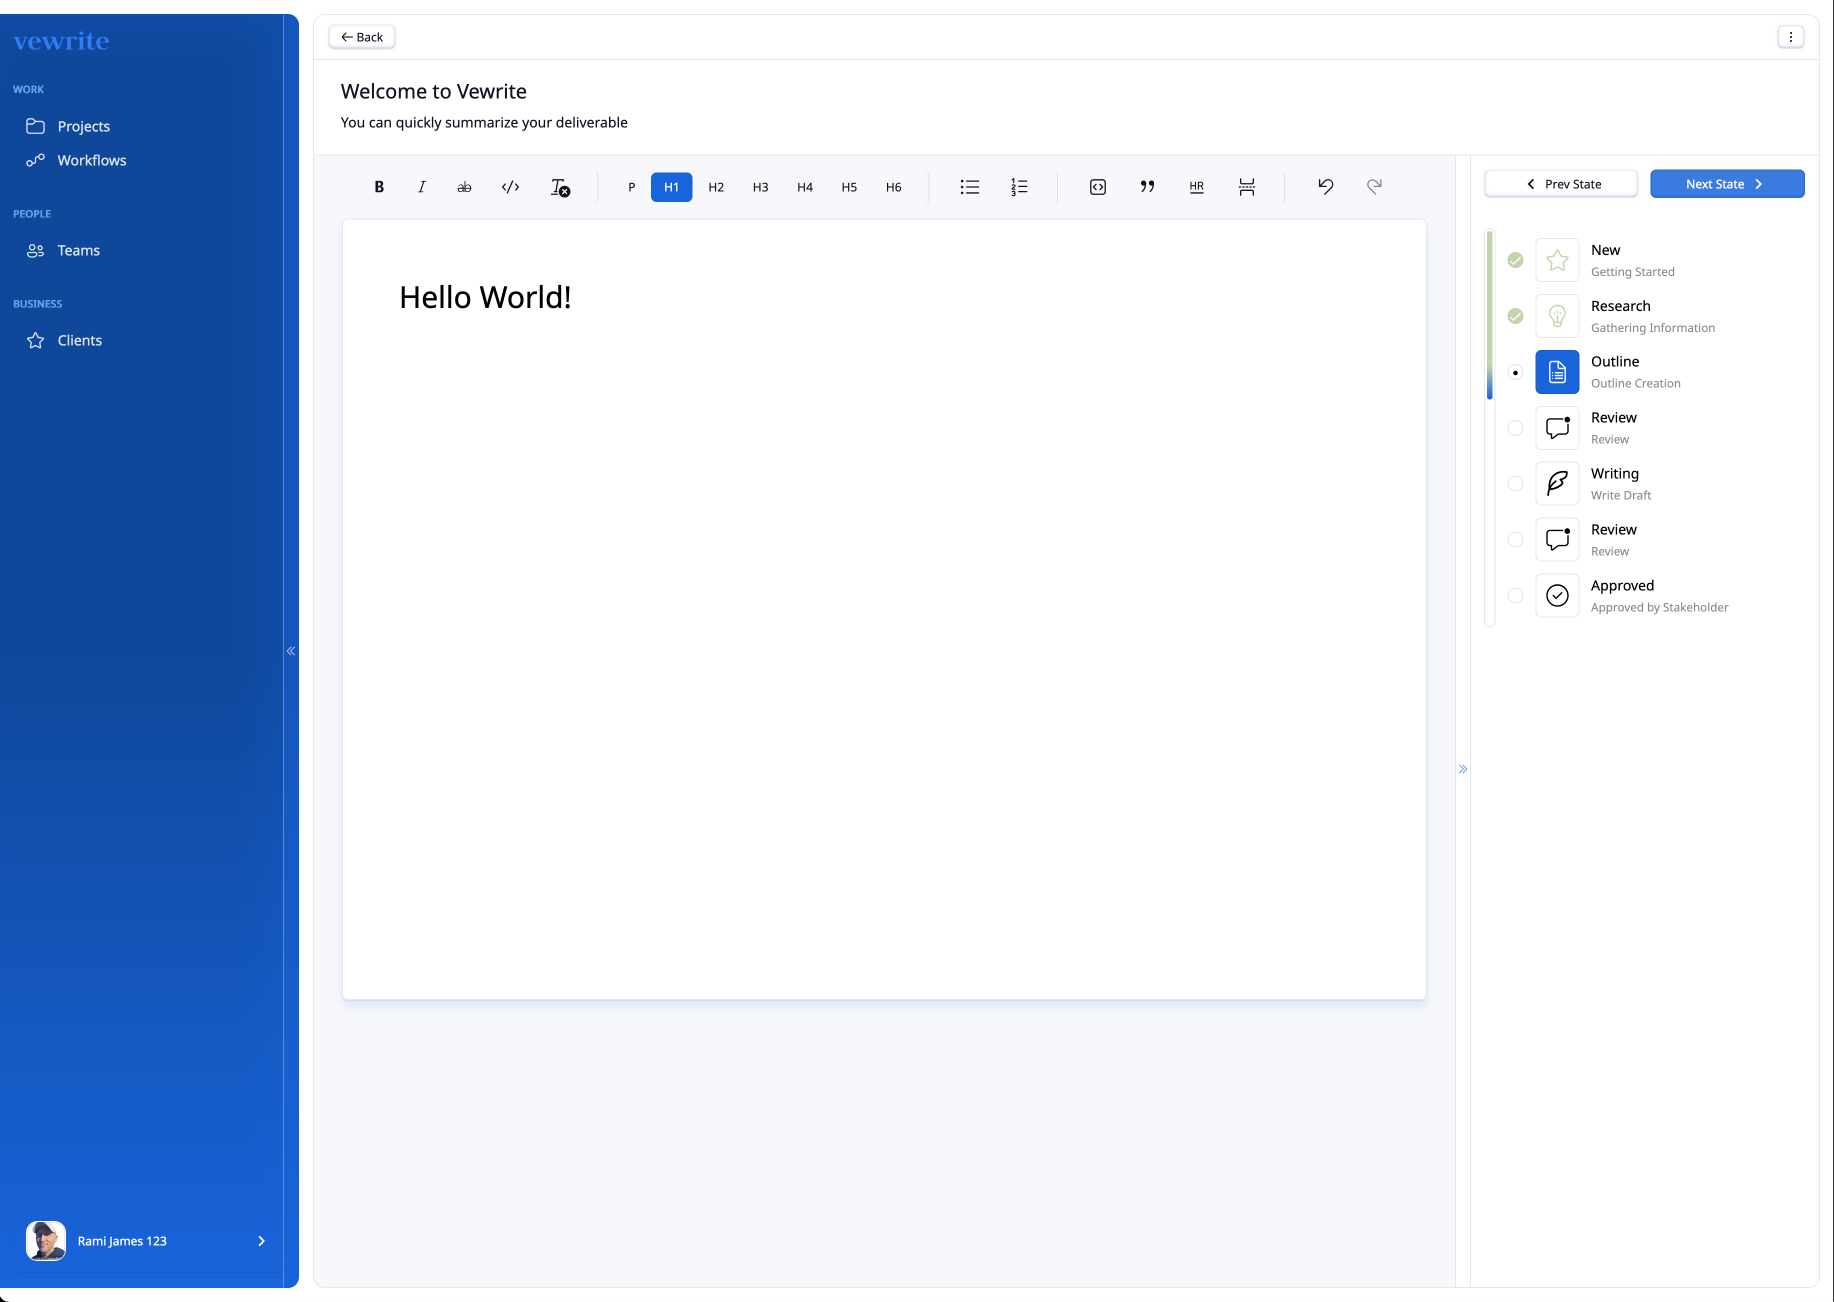 vewrite
WORK
Projects
Workflows
PEOPLE
Teams
BUSINESS
Clients
Rami James 123
Back
Welcome to Vewrite
You can quickly summarize your deliverable
B I ab </> T P H1 H2 H3 H4 H5 H6 HR
Hello World!
Prev State Next State
New
Getting Started
Research
Gathering Information
Outline
Outline Creation
Review
Review
Writing
Write Draft
Review
Review
Approved
Approved by Stakeholder